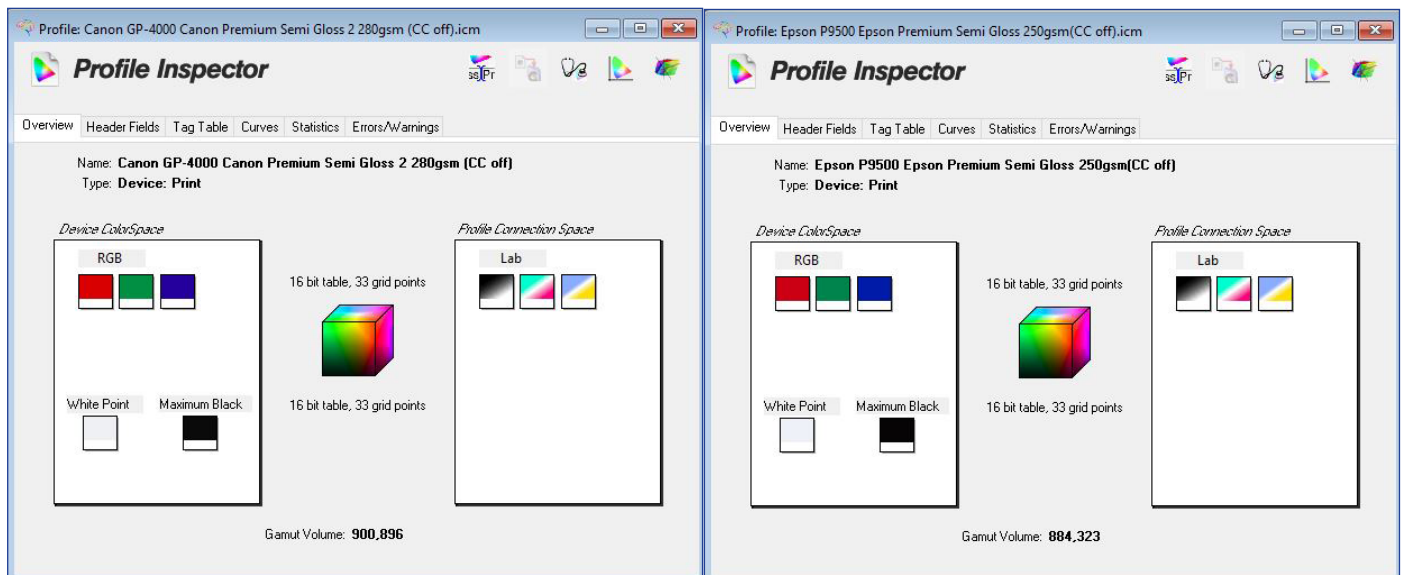 Profile: Canon GP-4000 Canon Premium Semi Gloss 2 280gsm (CC off).icm
Profile Inspector
Overview Header Fields Tag Table Curves Statistics Errors/Warnings
Name: Canon GP-4000 Canon Premium Semi Gloss 2 280gsm (CC off)
Type: Device: Print
Device ColorSpace
Profile Connection Space
RGB
Lab
16 bit table, 33 grid points
White Point Maximum Black
16 bit table, 33 grid points
Gamut Volume: 900,896
Profile: Epson P9500 Epson Premium Semi Gloss 250gsm(CC off).icm
Profile Inspector
Overview Header Fields Tag Table Curves Statistics Errors/Warnings
Name: Epson P9500 Epson Premium Semi Gloss 250gsm(CC off)
Type: Device: Print
Device ColorSpace
Profile Connection Space
RGB
Lab
16 bit table, 33 grid points
White Point Maximum Black
16 bit table, 33 grid points
Gamut Volume: 884,323